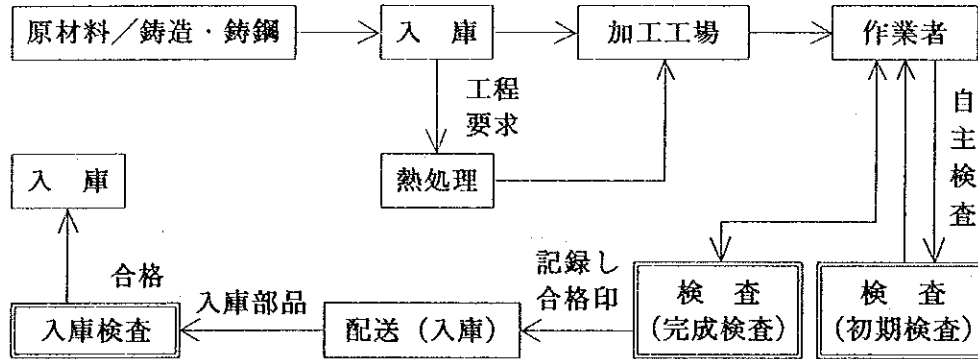 原材料／鋳造・鋳鋼
入　庫
加工工場
作業者
工程
要求
自主検査
入　庫
熱処理
合格
入庫検査
入庫部品
配送（入庫）
記録し
合格印
検　査
（完成検査）
検　査
（初期検査）